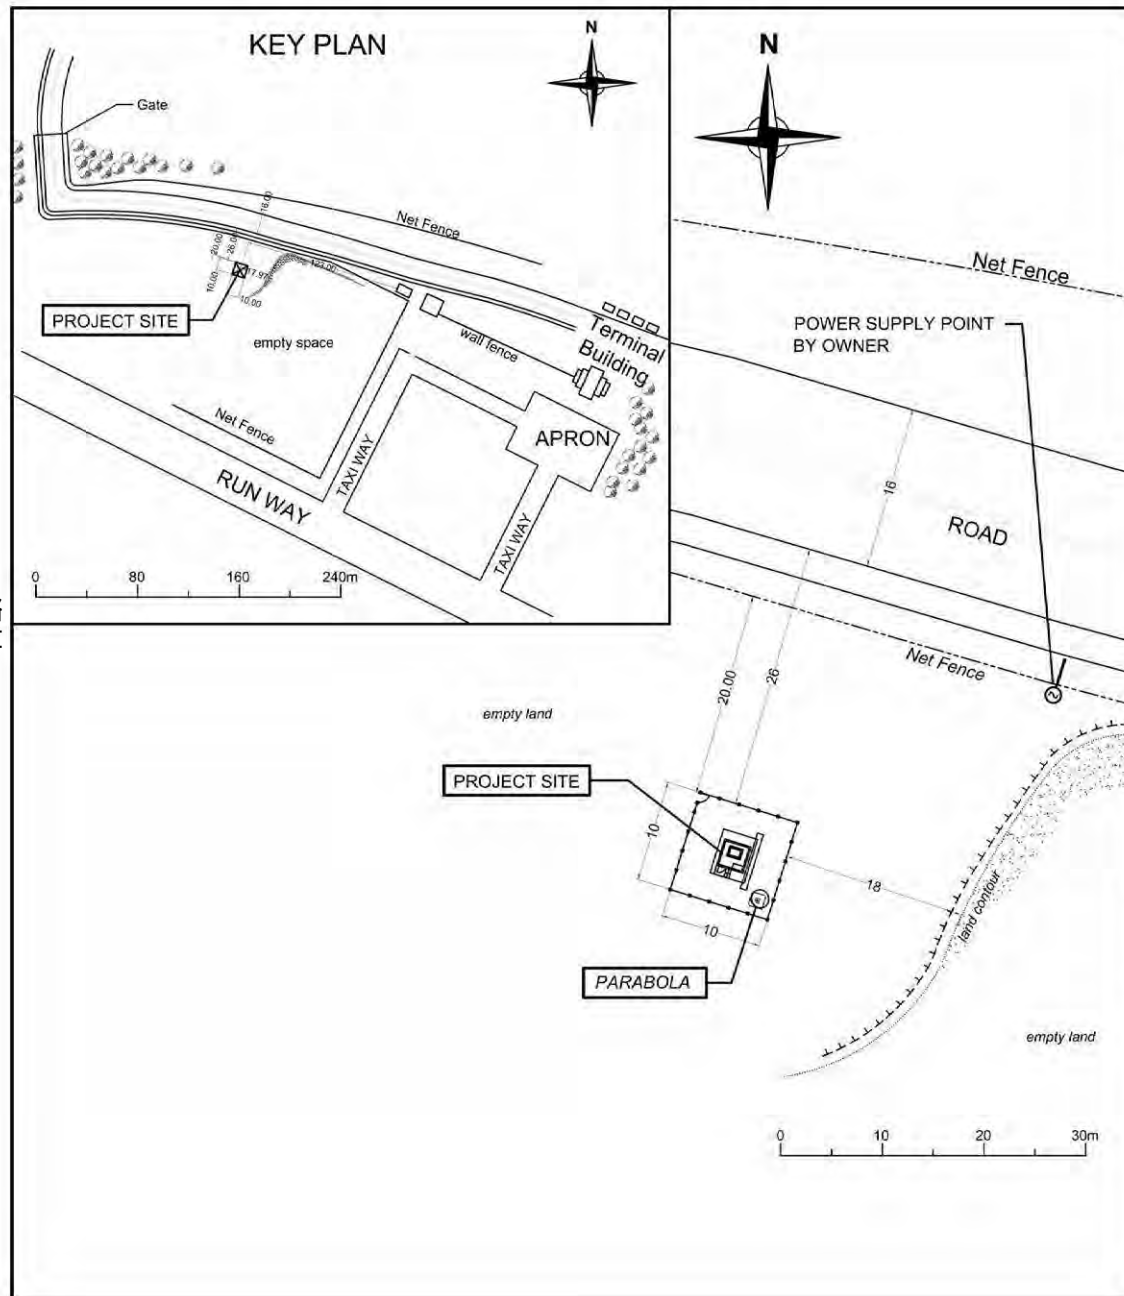 KEY PLAN
N
N
Gate
16.00
Net Fence
20.00
26.00
17.97
123.00
10.00
10.00
PROJECT SITE
empty space
wall fence
Terminal
Building
Net Fence
RUN WAY
TAXI WAY
APRON
TAXI WAY
0 80 160 240m
Net Fence
POWER SUPPLY POINT
BY OWNER
16
ROAD
Net Fence
20.00
26
empty land
PROJECT SITE
10
18
10
land contour
PARABOLA
empty land
0 10 20 30m